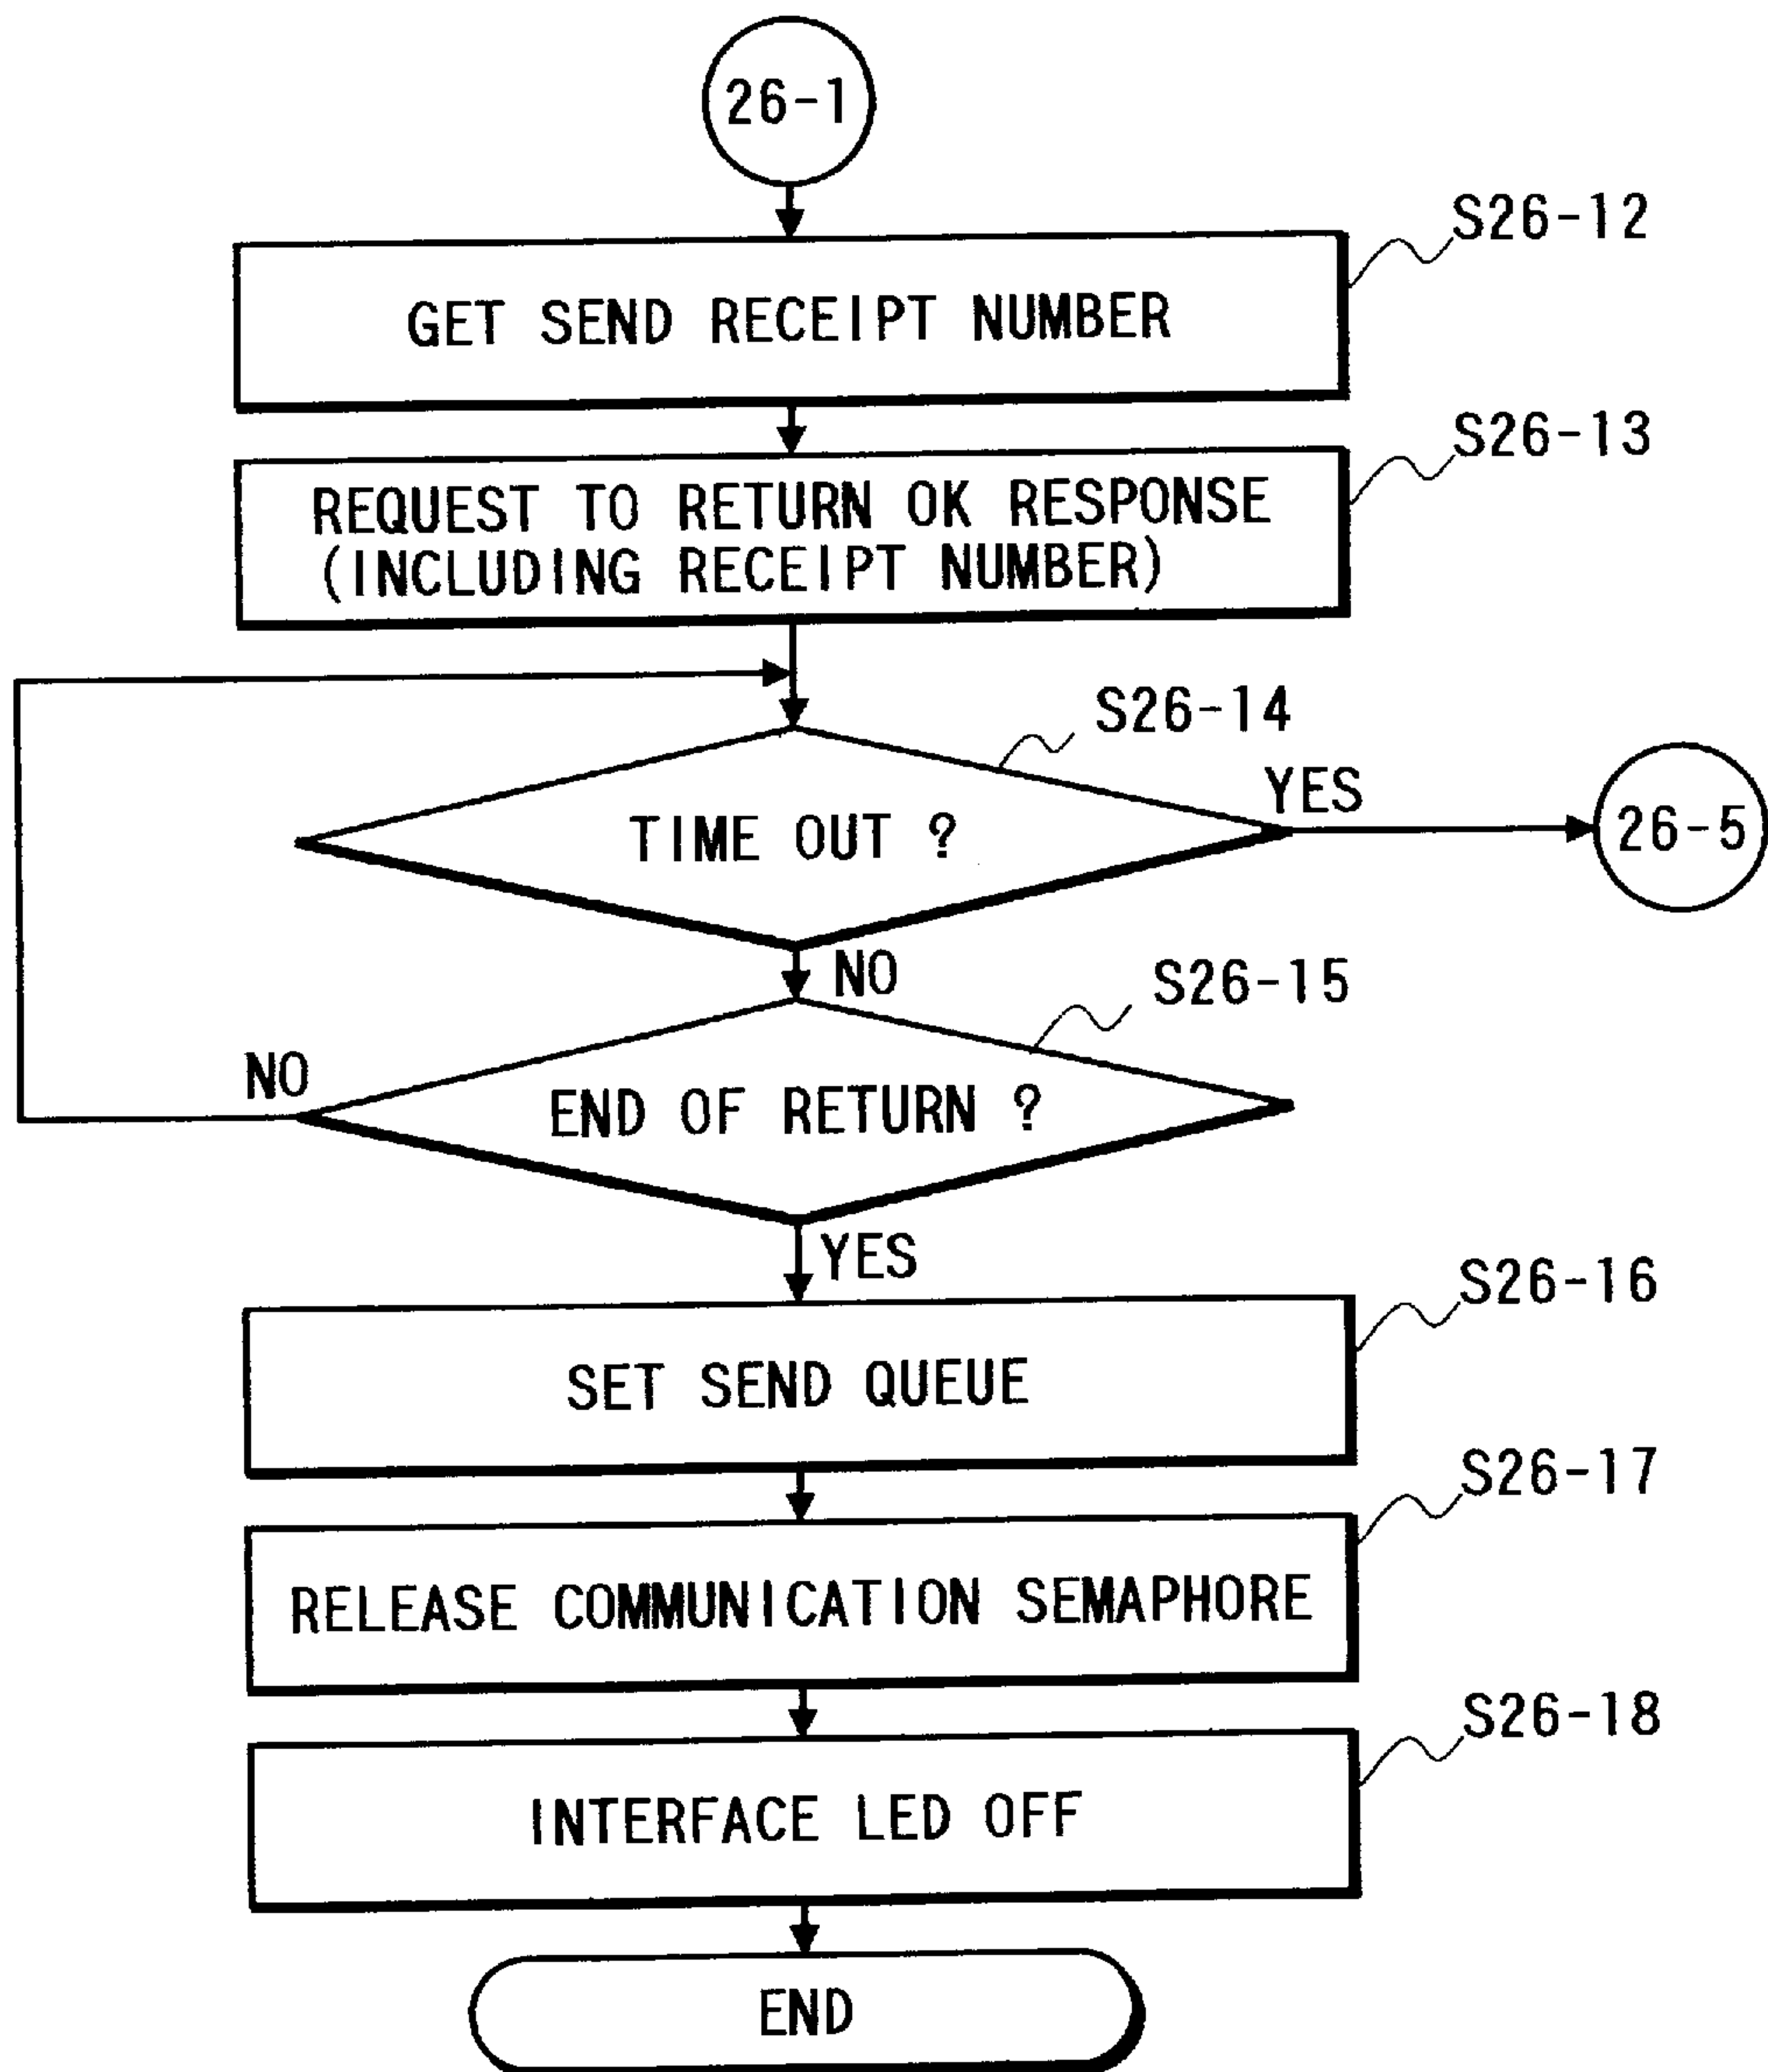 26-1
S26-12
GET SEND RECEIPT NUMBER
S26-13
REQUEST TO RETURN OK RESPONSE
(INCLUDING RECEIPT NUMBER)
S26-14
TIME OUT ?
YES
26-5
NO
S26-15
NO
END OF RETURN ?
YES
S26-16
SET SEND QUEUE
S26-17
RELEASE COMMUNICATION SEMAPHORE
S26-18
INTERFACE LED OFF
END